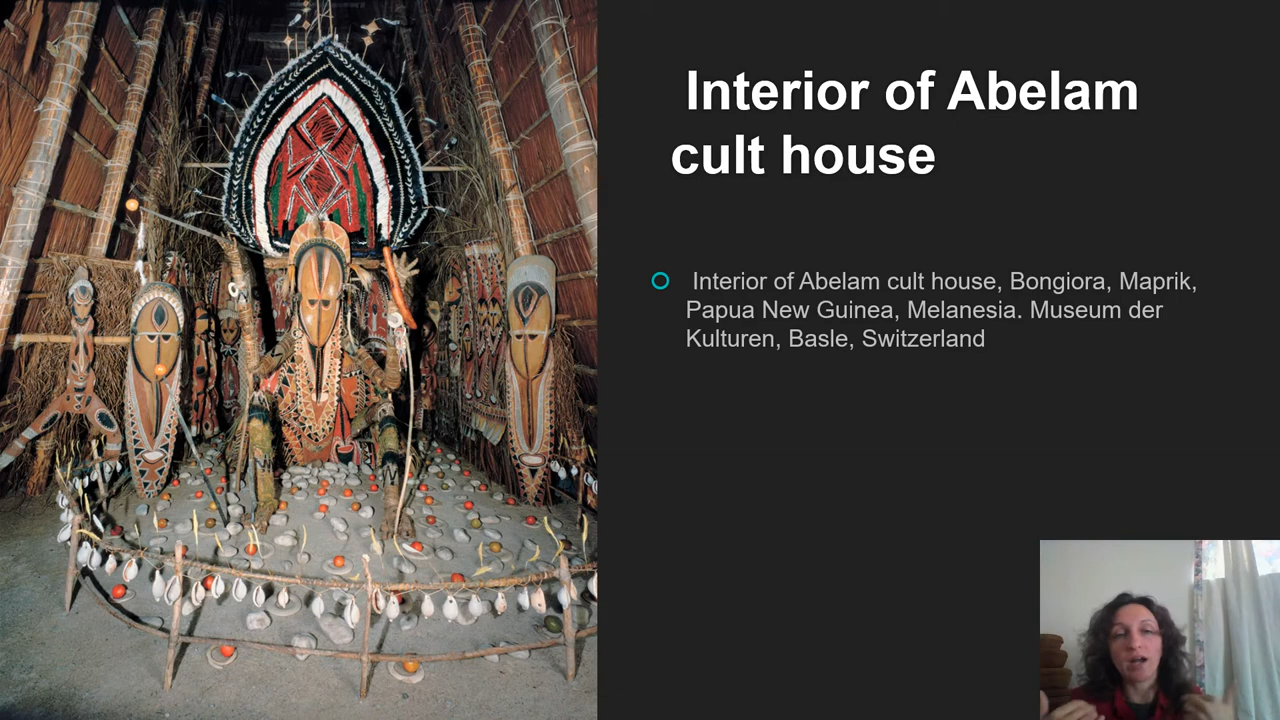 Interior of Abelam
cult house
Interior of Abelam cult house, Bongiora, Maprik,
Papua New Guinea, Melanesia. Museum der
Kulturen, Basle, Switzerland